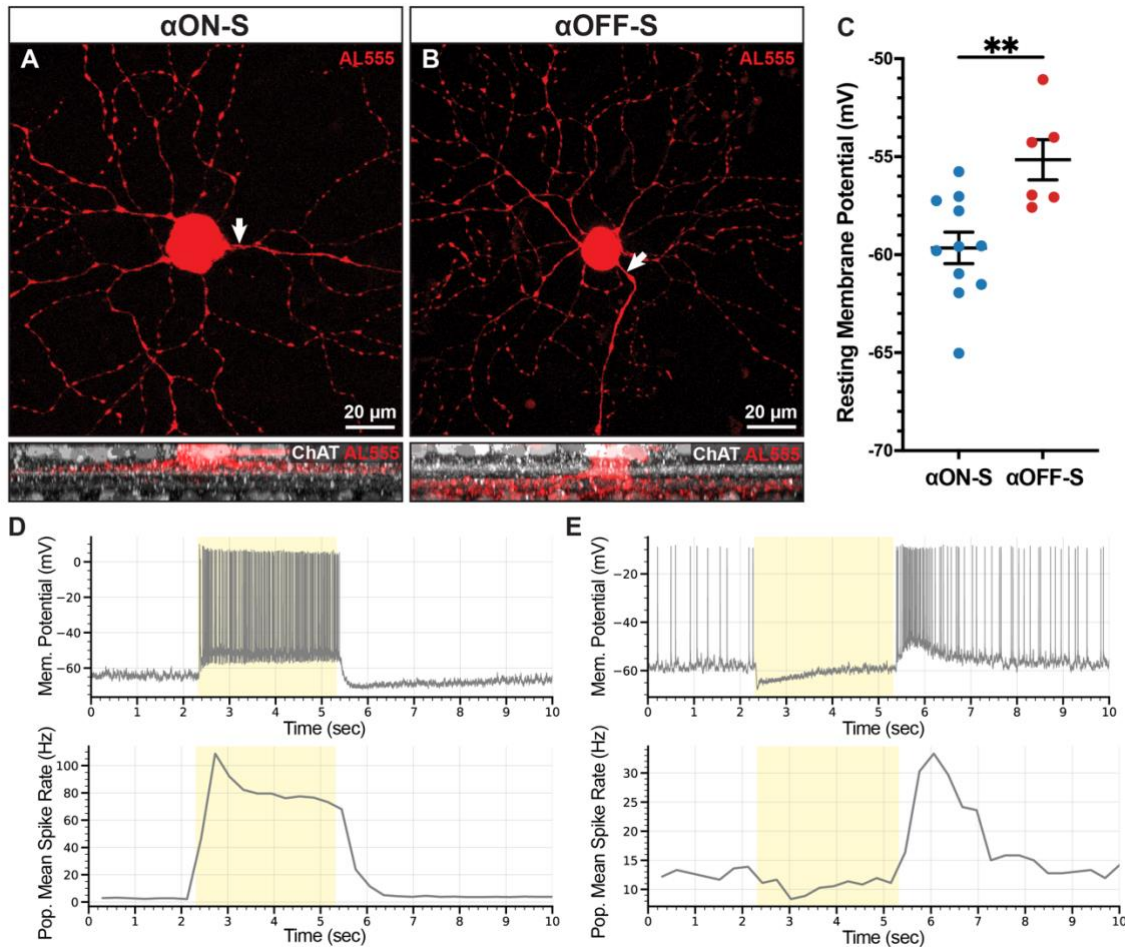 αON-S
αOFF-S
A
AL555
20 µm
ChAT AL555
B
AL555
20 µm
ChAT AL555
C
**
Resting Membrane Potential (mV)
-50
-55
-60
-65
-70
αON-S αOFF-S
D
Mem. Potential (mV)
0
−20
−40
−60
0 1 2 3 4 5 6 7 8 9 10
Time (sec)
Pop. Mean Spike Rate (Hz)
100
80
60
40
20
0
0 1 2 3 4 5 6 7 8 9 10
Time (sec)
E
Mem. Potential (mV)
−20
−40
−60
0 1 2 3 4 5 6 7 8 9 10
Time (sec)
Pop. Mean Spike Rate (Hz)
30
25
20
15
10
0 1 2 3 4 5 6 7 8 9 10
Time (sec)